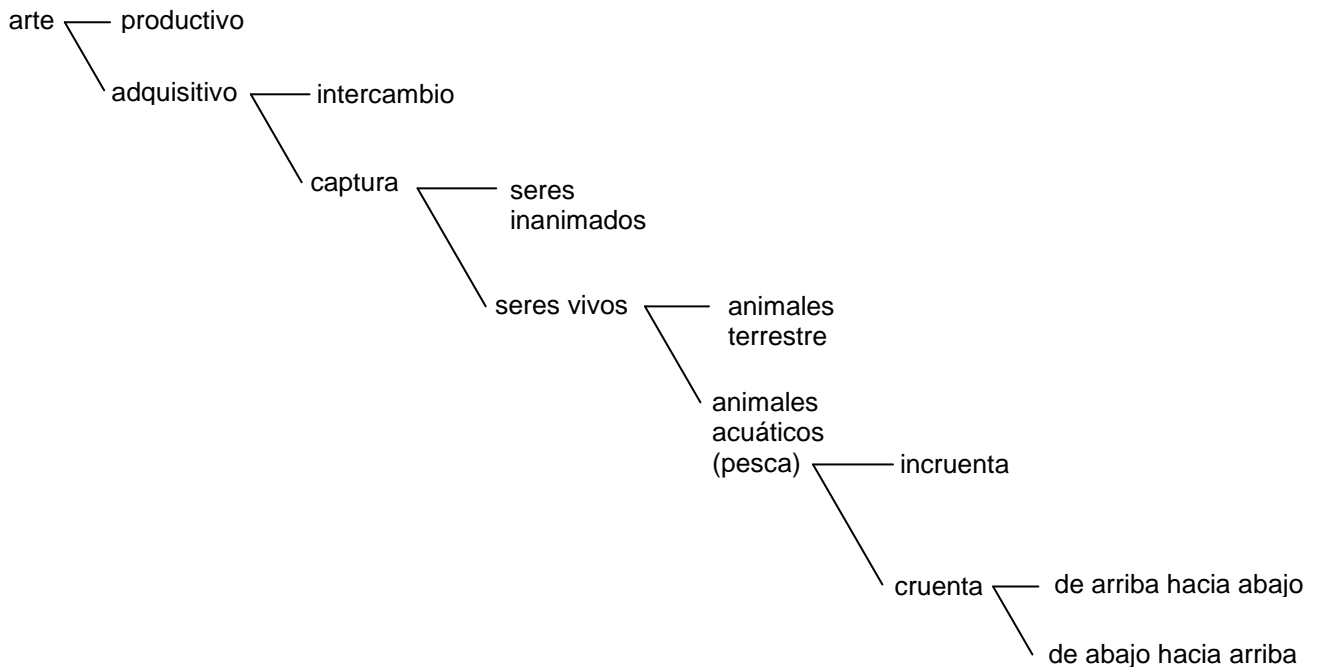 arte productivo
adquisitivo intercambio
captura seres
inanimados
seres vivos animales
terrestre
animales
acuáticos
(pesca) incruenta
cruenta de arriba hacia abajo
de abajo hacia arriba